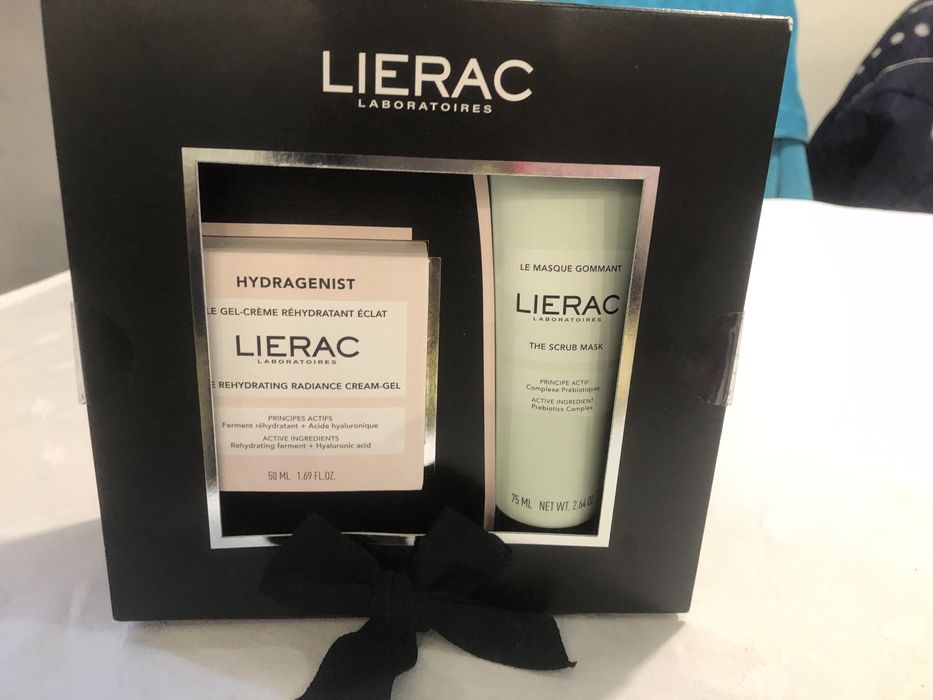 LIERAC
LABORATOIRES
HYDRAGENIST
LE GEL-CRÈME RÉHYDRATANT ÉCLAT
LIERAC
LABORATOIRES
REHYDRATING RADIANCE CREAM-GEL
PRINCIPES ACTIFS
Ferment réhydratant + Acide hyaluronique
ACTIVE INGREDIENTS
Rehydrating ferment + Hyaluronic acid
50 ML 1.69 FL.OZ.
LE MASQUE GOMMANT
LIERAC
LABORATOIRES
THE SCRUB MASK
PRINCIPE ACTIF
Complexe Prébiotiques
ACTIVE INGREDIENT
Prebiotics Complex
75 ML NET WT. 2.64 OZ